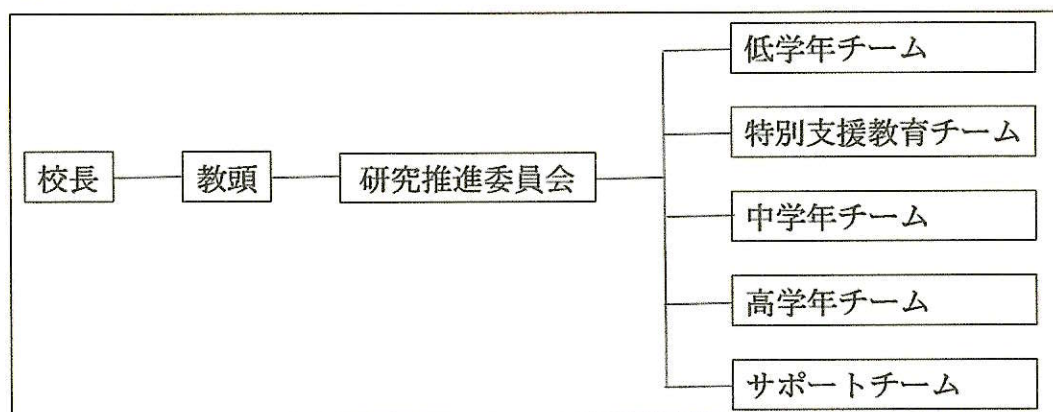 校長
教頭
研究推進委員会
低学年チーム
特別支援教育チーム
中学年チーム
高学年チーム
サポートチーム